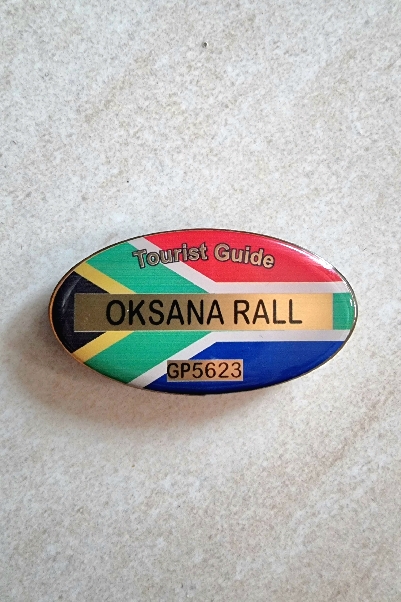 Tourist Guide
OKSANA RALL
GP5623